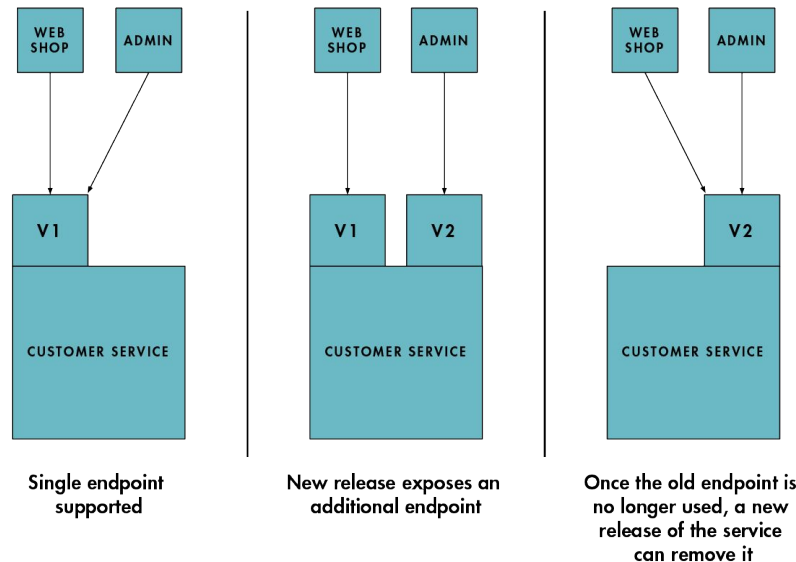 WEB
SHOP
ADMIN
V1
CUSTOMER SERVICE
Single endpoint
supported
WEB
SHOP
ADMIN
V1
V2
CUSTOMER SERVICE
New release exposes an
additional endpoint
WEB
SHOP
ADMIN
V2
CUSTOMER SERVICE
Once the old endpoint is
no longer used, a new
release of the service
can remove it